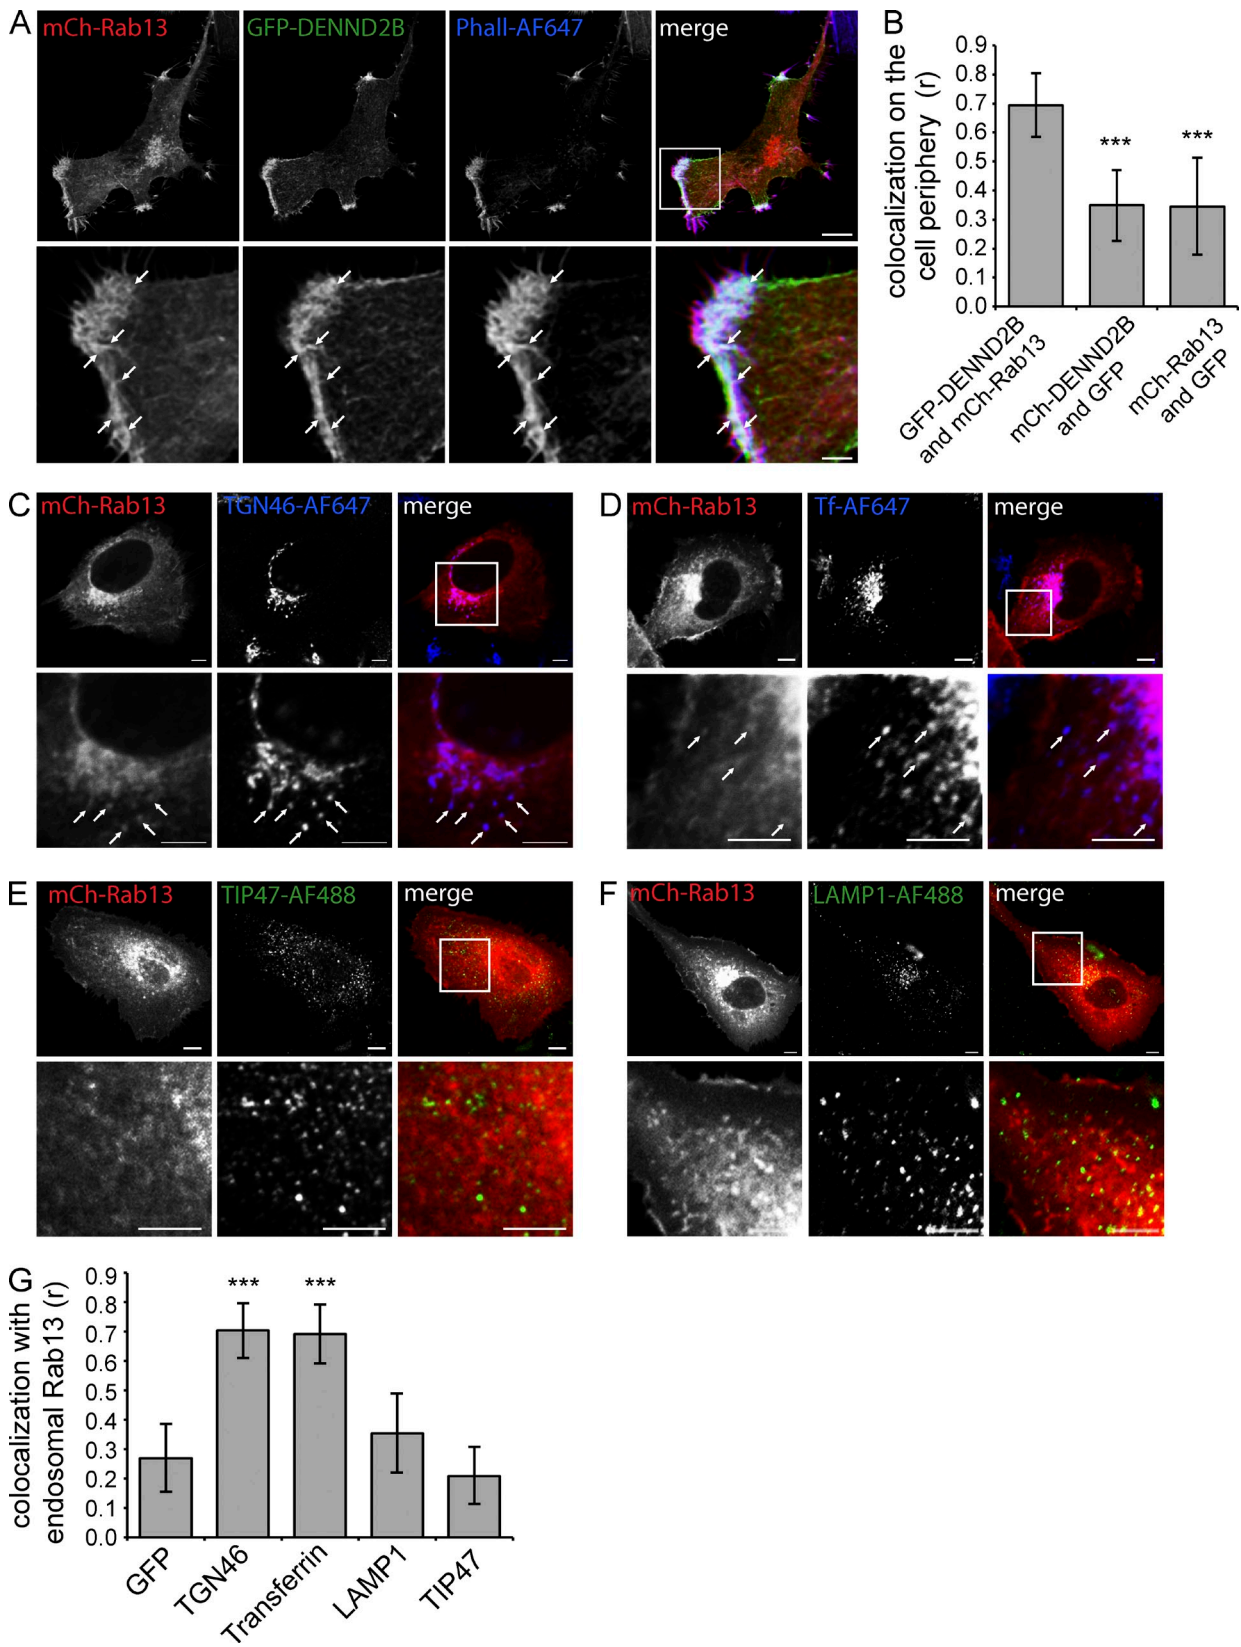 A
mCh-Rab13
GFP-DENND2B
Phall-AF647
merge
B
colocalization on the
cell periphery (r)
0.9
0.8
0.7
0.6
0.5
0.4
0.3
0.2
0.1
0.0
***
***
GFP-DENND2B
and mCh-Rab13
mCh-DENND2B
and GFP
mCh-Rab13
and GFP
C
mCh-Rab13
TGN46-AF647
merge
D
mCh-Rab13
Tf-AF647
merge
E
mCh-Rab13
TIP47-AF488
merge
F
mCh-Rab13
LAMP1-AF488
merge
G
colocalization with
endosomal Rab13 (r)
0.9
0.8
0.7
0.6
0.5
0.4
0.3
0.2
0.1
0.0
***
***
GFP
TGN46
Transferrin
LAMP1
TIP47